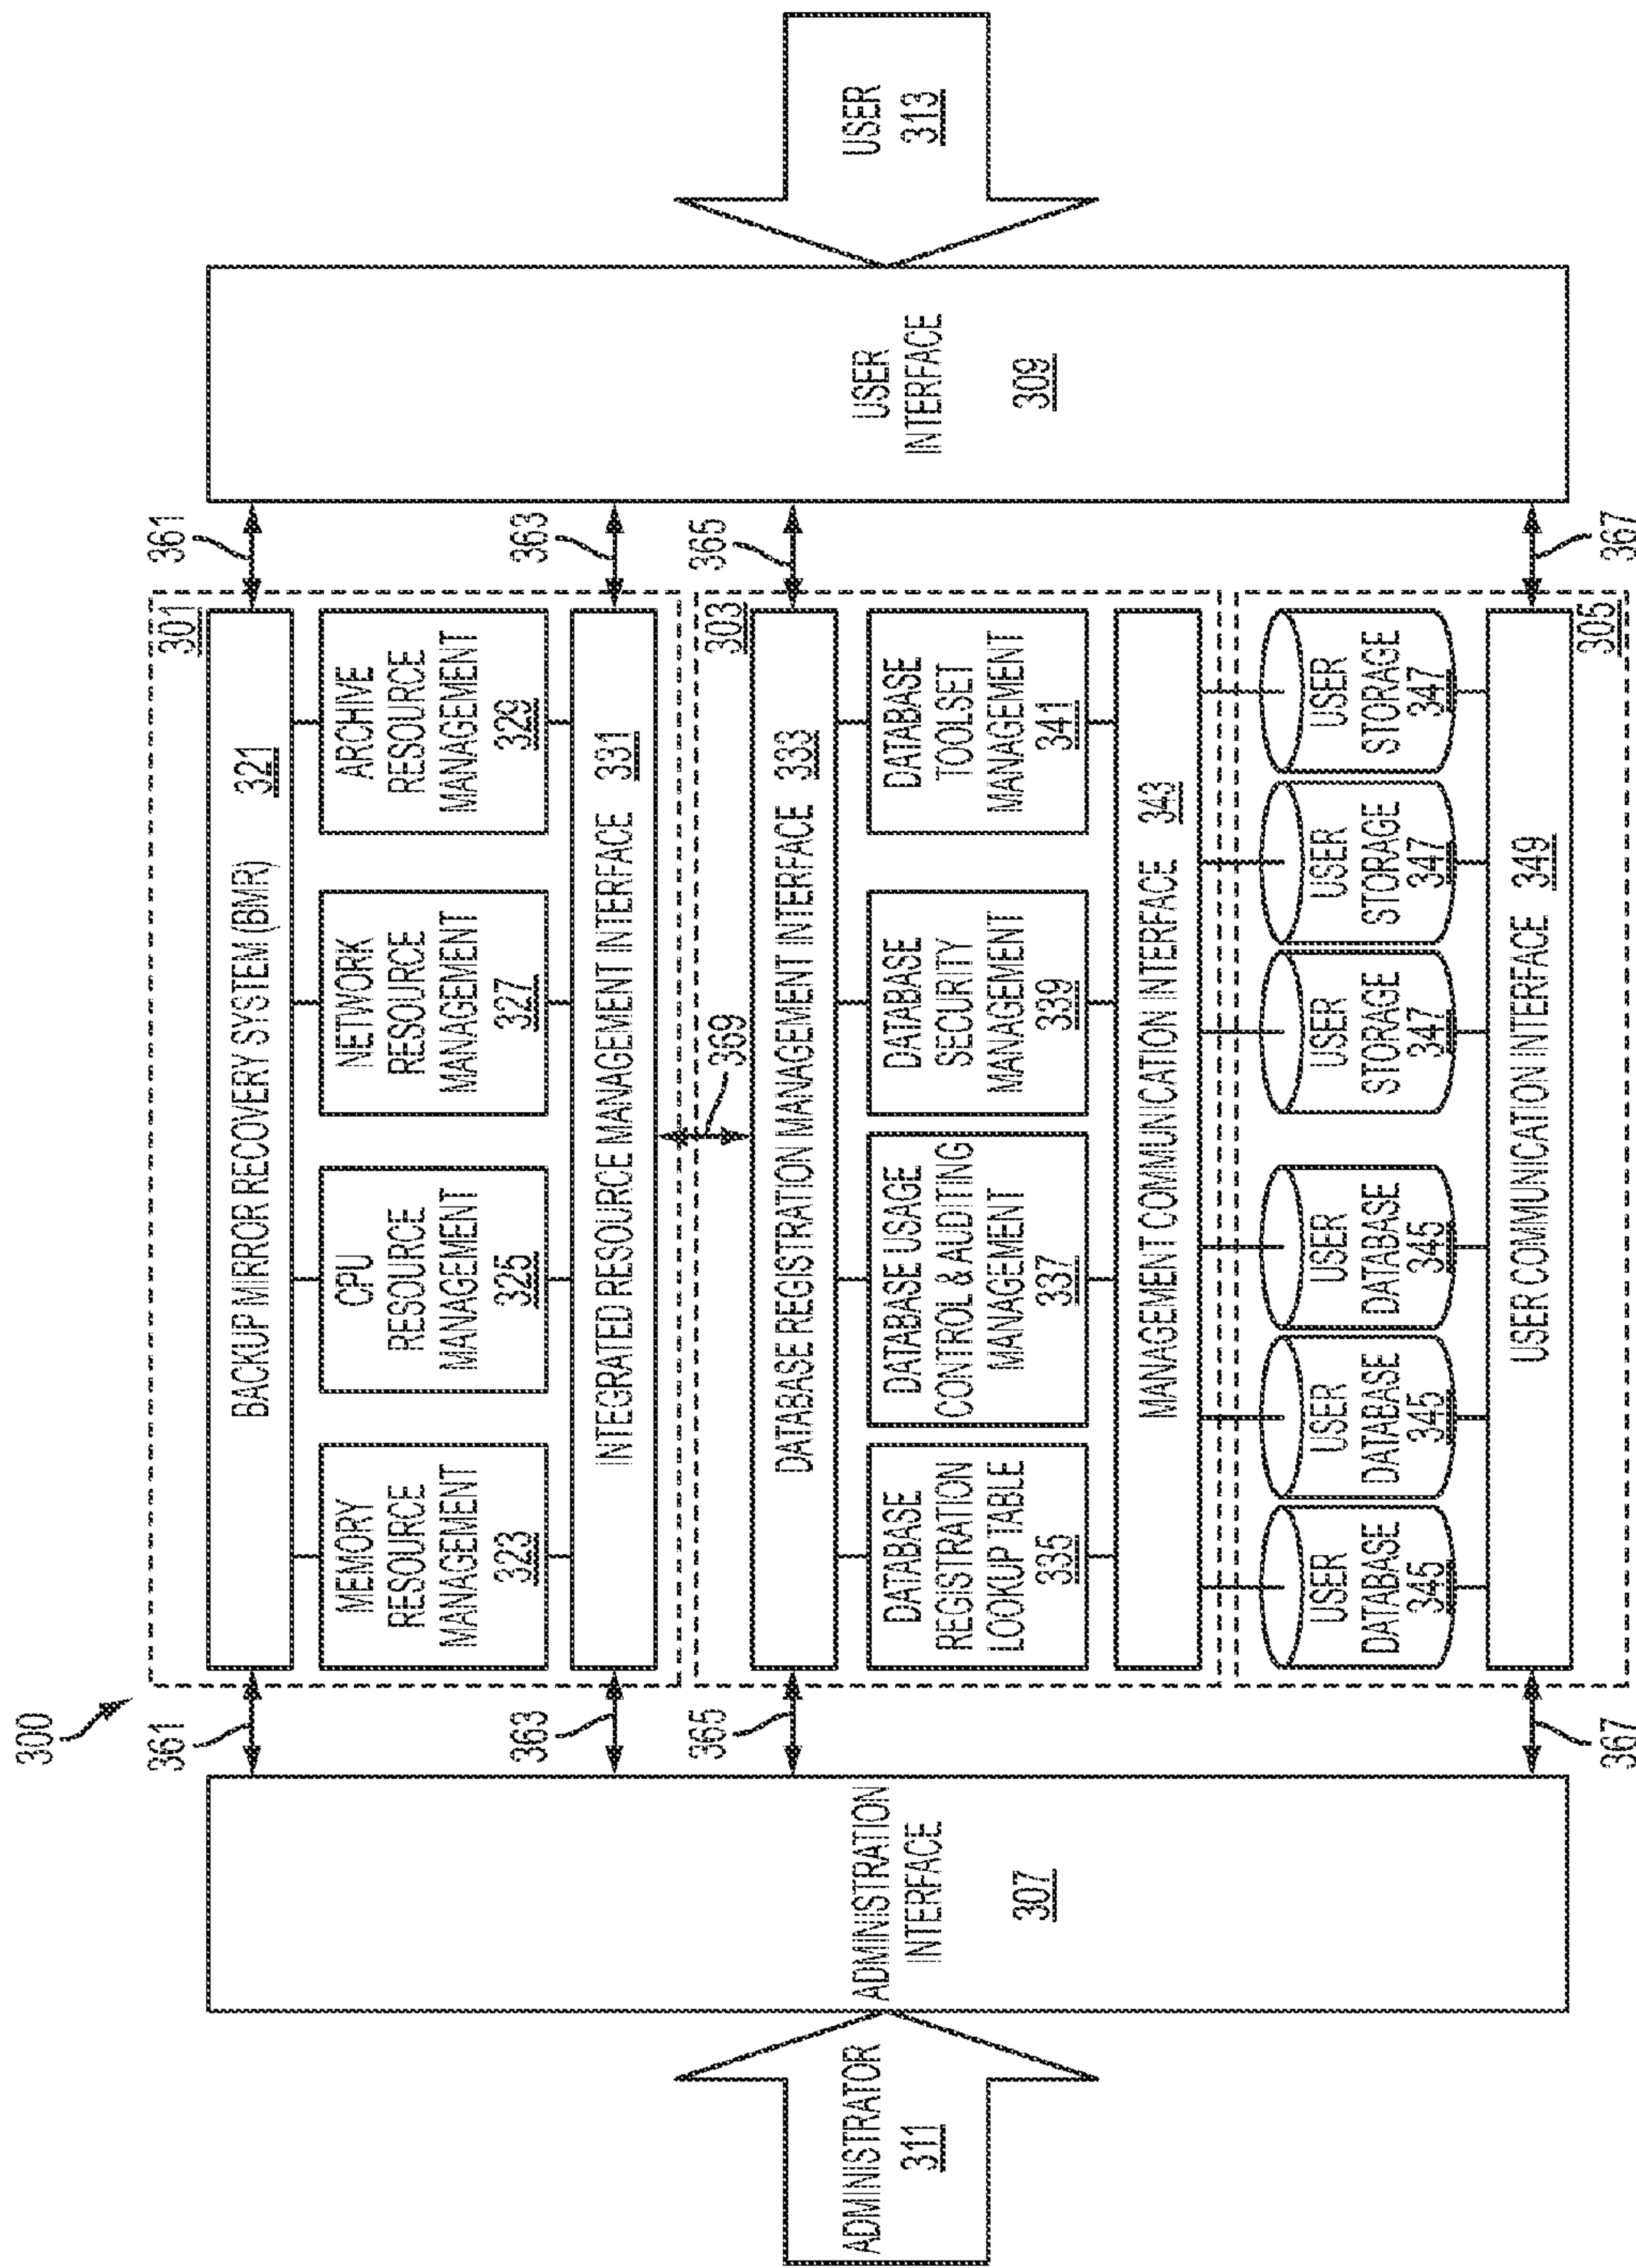 300
361
361
301
BACKUP MIRROR RECOVERY SYSTEM (BMR) 321
MEMORY
RESOURCE
MANAGEMENT
323
CPU
RESOURCE
MANAGEMENT
325
NETWORK
RESOURCE
MANAGEMENT
327
ARCHIVE
RESOURCE
MANAGEMENT
329
363
363
INTEGRATED RESOURCE MANAGEMENT INTERFACE 331
369
365
365
303
DATABASE REGISTRATION MANAGEMENT INTERFACE 333
DATABASE
REGISTRATION
LOOKUP TABLE
335
DATABASE USAGE
CONTROL & AUDITING
MANAGEMENT
337
DATABASE
SECURITY
MANAGEMENT
339
DATABASE
TOOLSET
MANAGEMENT
341
MANAGEMENT COMMUNICATION INTERFACE 343
USER
DATABASE
345
USER
DATABASE
345
USER
DATABASE
345
USER
STORAGE
347
USER
STORAGE
347
USER
STORAGE
347
USER COMMUNICATION INTERFACE 349
305
367
367
ADMINISTRATOR
311
ADMINISTRATION
INTERFACE
307
USER
INTERFACE
309
USER
313